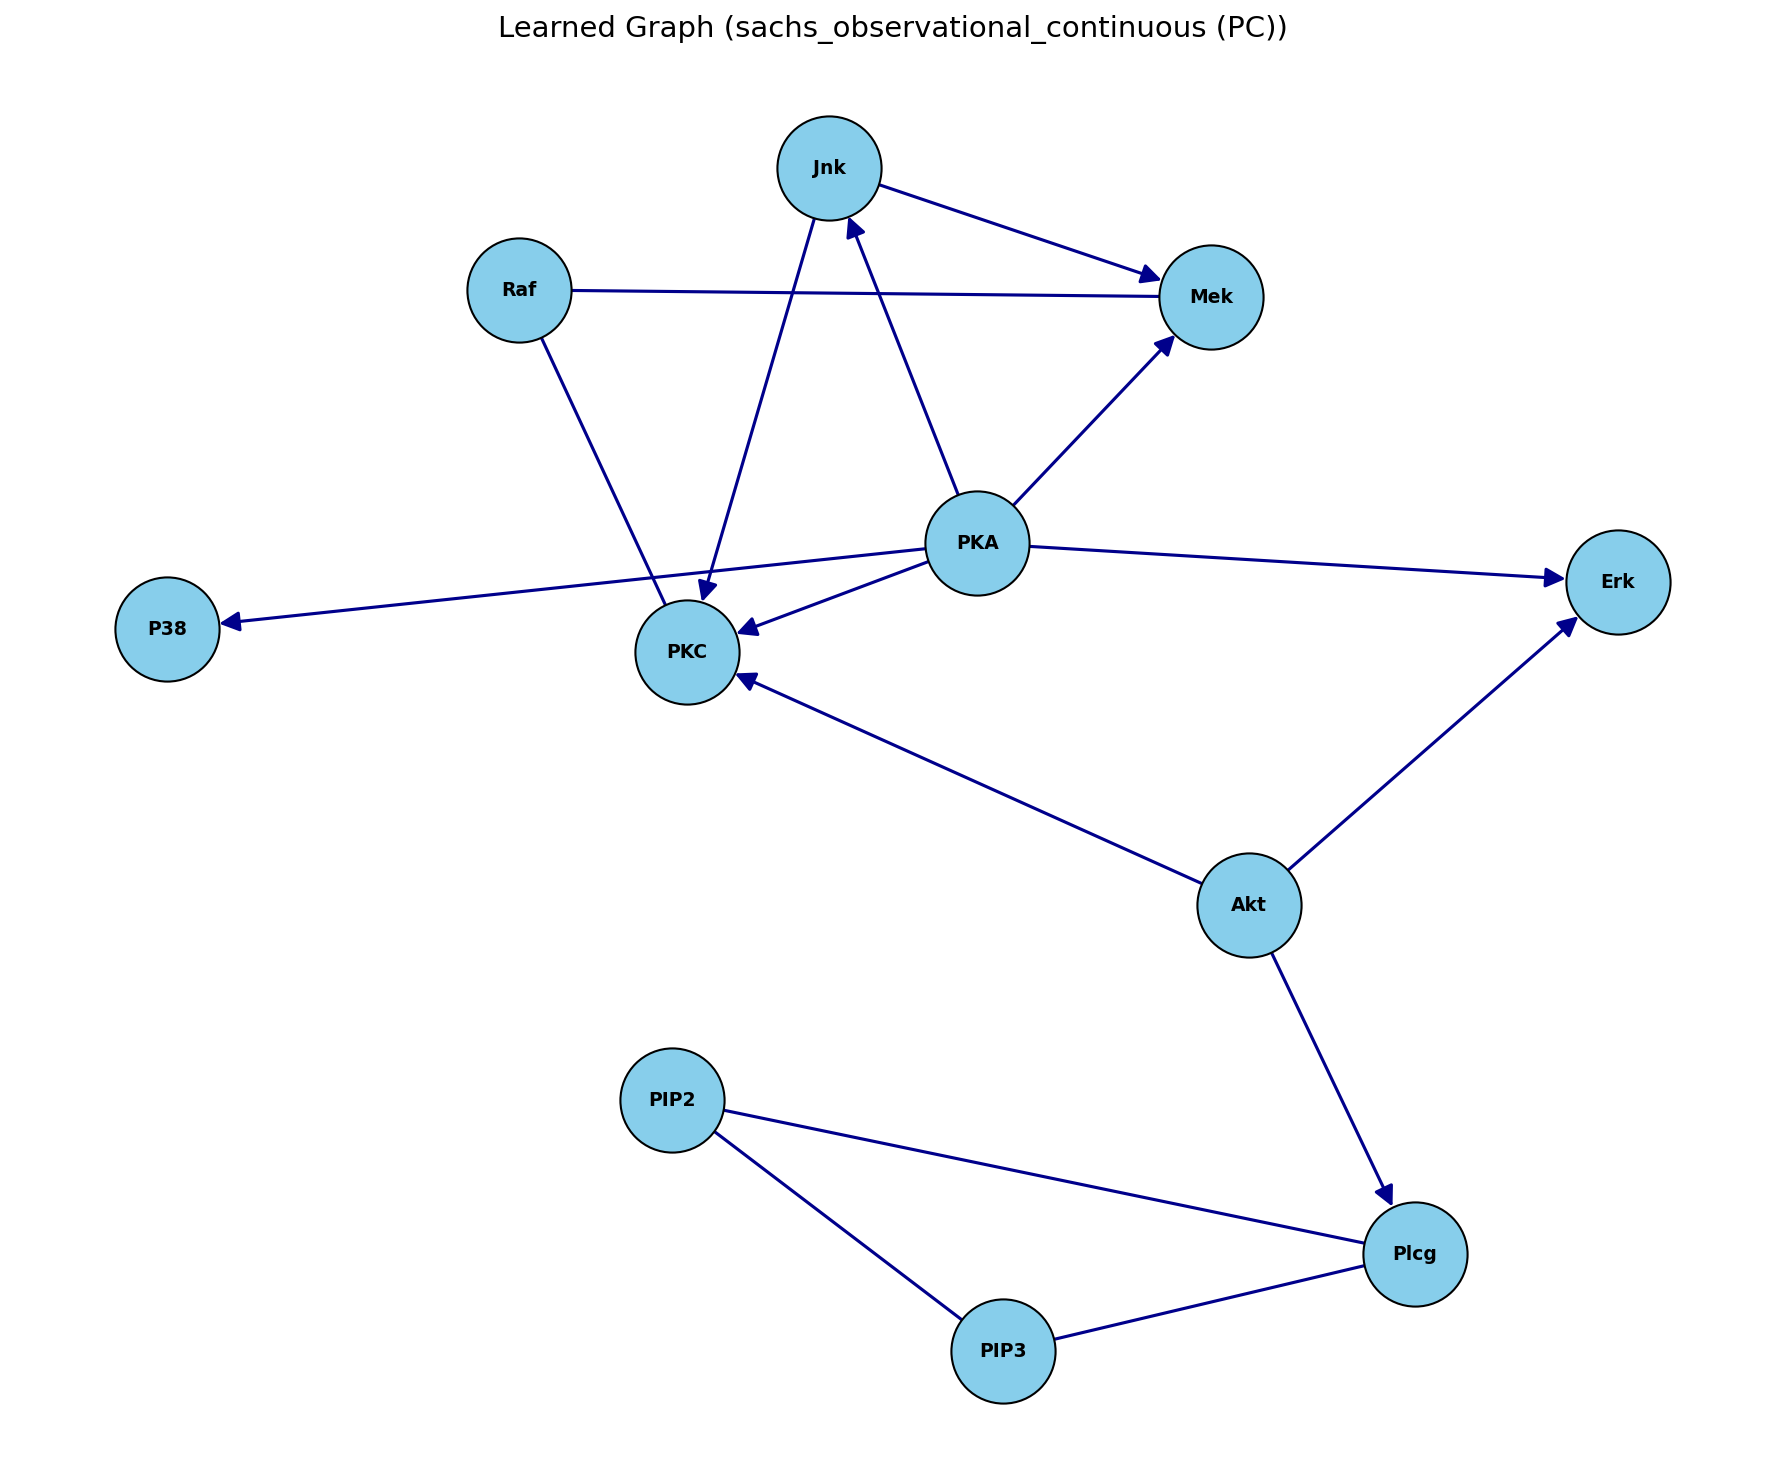 Learned Graph (sachs_observational_continuous (PC))
Jnk
Raf
Mek
PKA
Erk
P38
PKC
Akt
PIP2
Plcg
PIP3